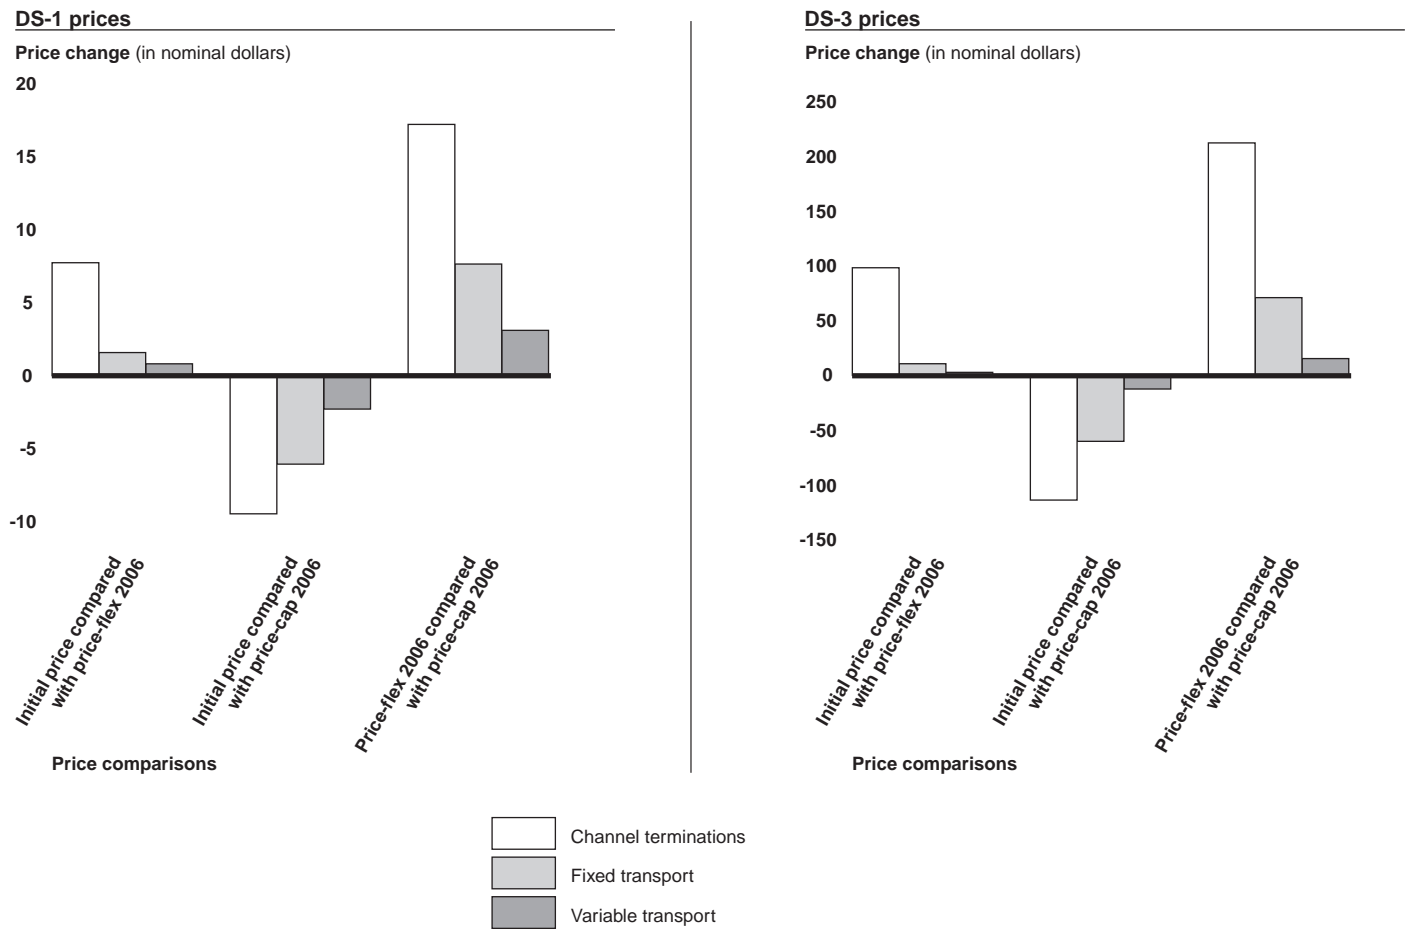 DS-1 prices
Price change (in nominal dollars)
20
15
10
5
0
-5
-10
Initial price compared
with price-flex 2006
Initial price compared
with price-cap 2006
Price-flex 2006 compared
with price-cap 2006
Price comparisons
DS-3 prices
Price change (in nominal dollars)
250
200
150
100
50
0
-50
-100
-150
Initial price compared
with price-flex 2006
Initial price compared
with price-cap 2006
Price-flex 2006 compared
with price-cap 2006
Price comparisons
Channel terminations
Fixed transport
Variable transport